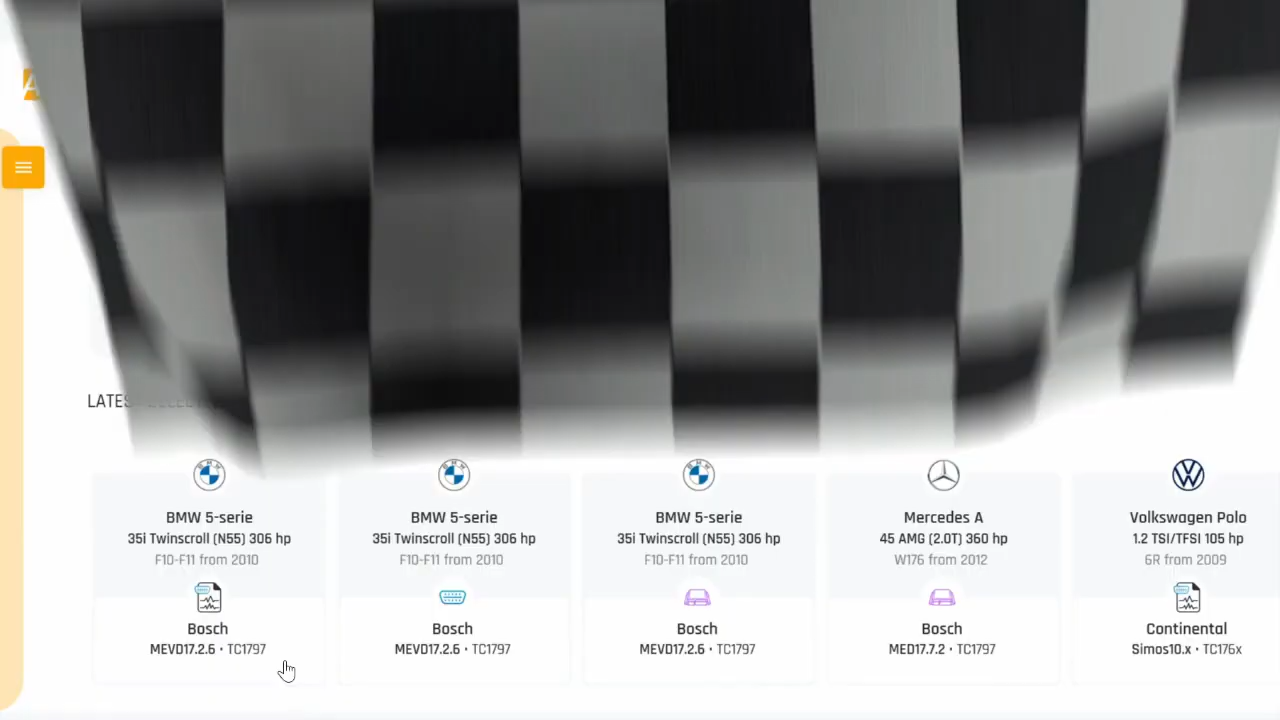 LATES
BMW 5-serie
35i Twinscroll (N55) 306 hp
F10-F11 from 2010
Bosch
MEVD17.2.6 • TC1797
BMW 5-serie
35i Twinscroll (N55) 306 hp
F10-F11 from 2010
Bosch
MEVD17.2.6 • TC1797
BMW 5-serie
35i Twinscroll (N55) 306 hp
F10-F11 from 2010
Bosch
MEVD17.2.6 • TC1797
Mercedes A
45 AMG (2.0T) 360 hp
W176 from 2012
Bosch
MED17.7.2 • TC1797
Volkswagen Polo
1.2 TSI/TFSI 105 hp
6R from 2009
Continental
Simos10.x • TC176x